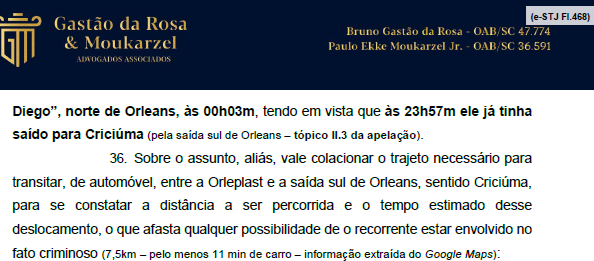 (e-STJ Fl.468)
Gastão da Rosa
& Moukarzel
ADVOGADOS ASSOCIADOS
Bruno Gastão da Rosa - OAB/SC 47.774
Paulo Ekke Moukarzel Jr. - OAB/SC 36.591
Diego”, norte de Orleans, às 00h03m, tendo em vista que às 23h57m ele já tinha
saído para Criciúma (pela saída sul de Orleans – tópico II.3 da apelação).
36. Sobre o assunto, aliás, vale colacionar o trajeto necessário para
transitar, de automóvel, entre a Orleplast e a saída sul de Orleans, sentido Criciúma,
para se constatar a distância a ser percorrida e o tempo estimado desse
deslocamento, o que afasta qualquer possibilidade de o recorrente estar envolvido no
fato criminoso (7,5km – pelo menos 11 min de carro – informação extraída do Google Maps):